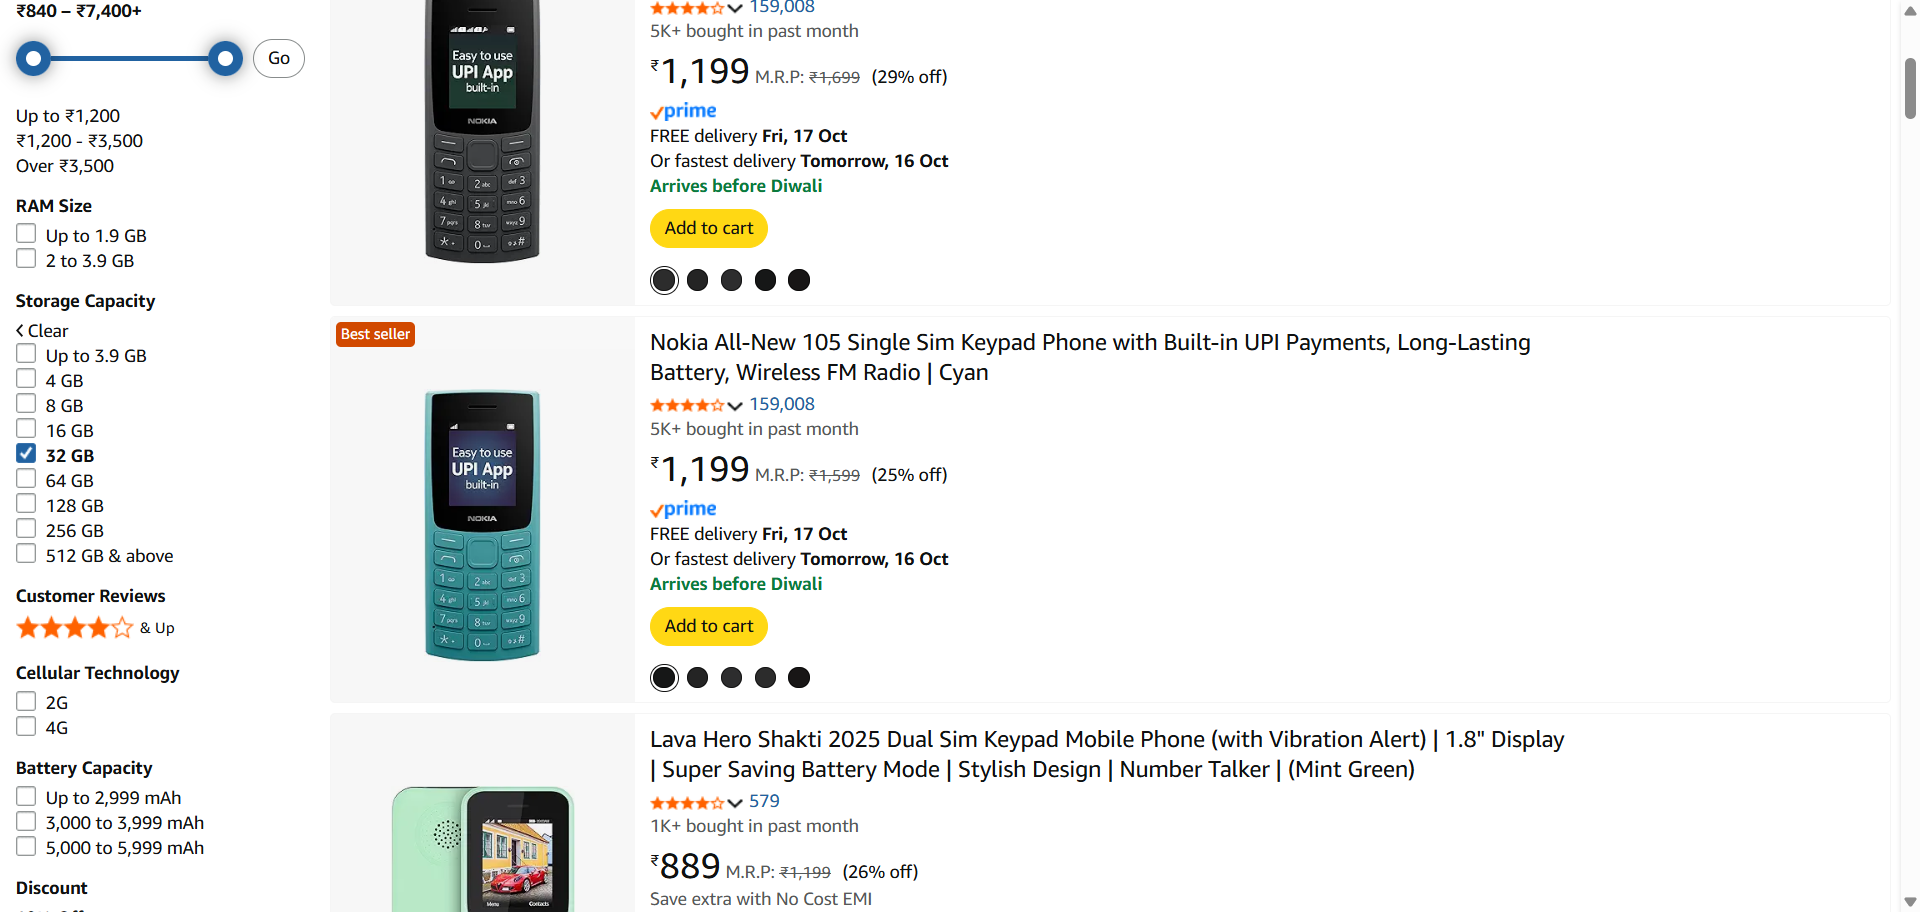 ₹840 – ₹7,400+
Go
Up to ₹1,200
₹1,200 - ₹3,500
Over ₹3,500
RAM Size
Up to 1.9 GB
2 to 3.9 GB
Storage Capacity
Clear
Up to 3.9 GB
4 GB
8 GB
16 GB
32 GB
64 GB
128 GB
256 GB
512 GB & above
Customer Reviews
& Up
Cellular Technology
2G
4G
Battery Capacity
Up to 2,999 mAh
3,000 to 3,999 mAh
5,000 to 5,999 mAh
Discount
Easy to use
UPI App
built-in
NOKIA
159,008
5K+ bought in past month
₹1,199 M.R.P: ₹1,699 (29% off)
prime
FREE delivery Fri, 17 Oct
Or fastest delivery Tomorrow, 16 Oct
Arrives before Diwali
Add to cart
Best seller
Easy to use
UPI App
built-in
NOKIA
Nokia All-New 105 Single Sim Keypad Phone with Built-in UPI Payments, Long-Lasting
Battery, Wireless FM Radio | Cyan
159,008
5K+ bought in past month
₹1,199 M.R.P: ₹1,599 (25% off)
prime
FREE delivery Fri, 17 Oct
Or fastest delivery Tomorrow, 16 Oct
Arrives before Diwali
Add to cart
Menu Contacts
Lava Hero Shakti 2025 Dual Sim Keypad Mobile Phone (with Vibration Alert) | 1.8" Display
| Super Saving Battery Mode | Stylish Design | Number Talker | (Mint Green)
579
1K+ bought in past month
₹889 M.R.P: ₹1,199 (26% off)
Save extra with No Cost EMI